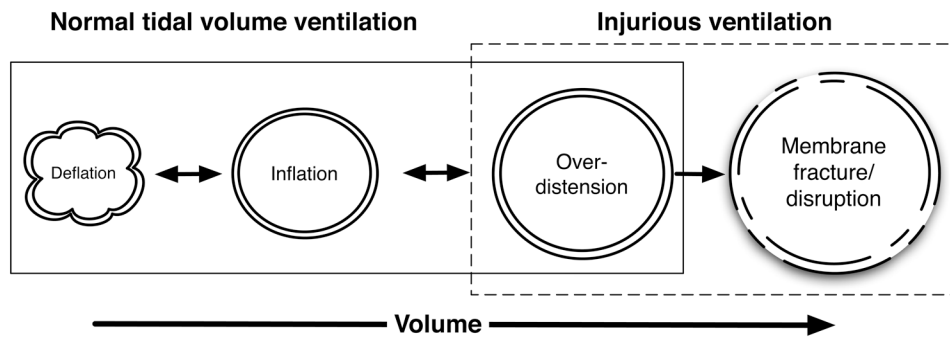 Normal tidal volume ventilation
Injurious ventilation
Deflation
Inflation
Over-
distension
Membrane
fracture/
disruption
Volume